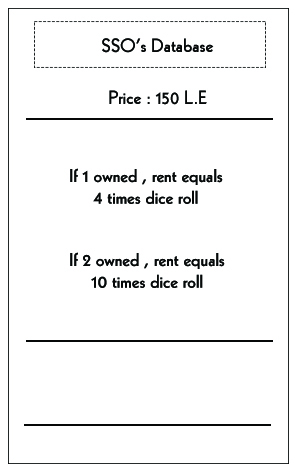 SSO's Database
Price : 150 L.E
If 1 owned , rent equals
4 times dice roll
If 2 owned , rent equals
10 times dice roll